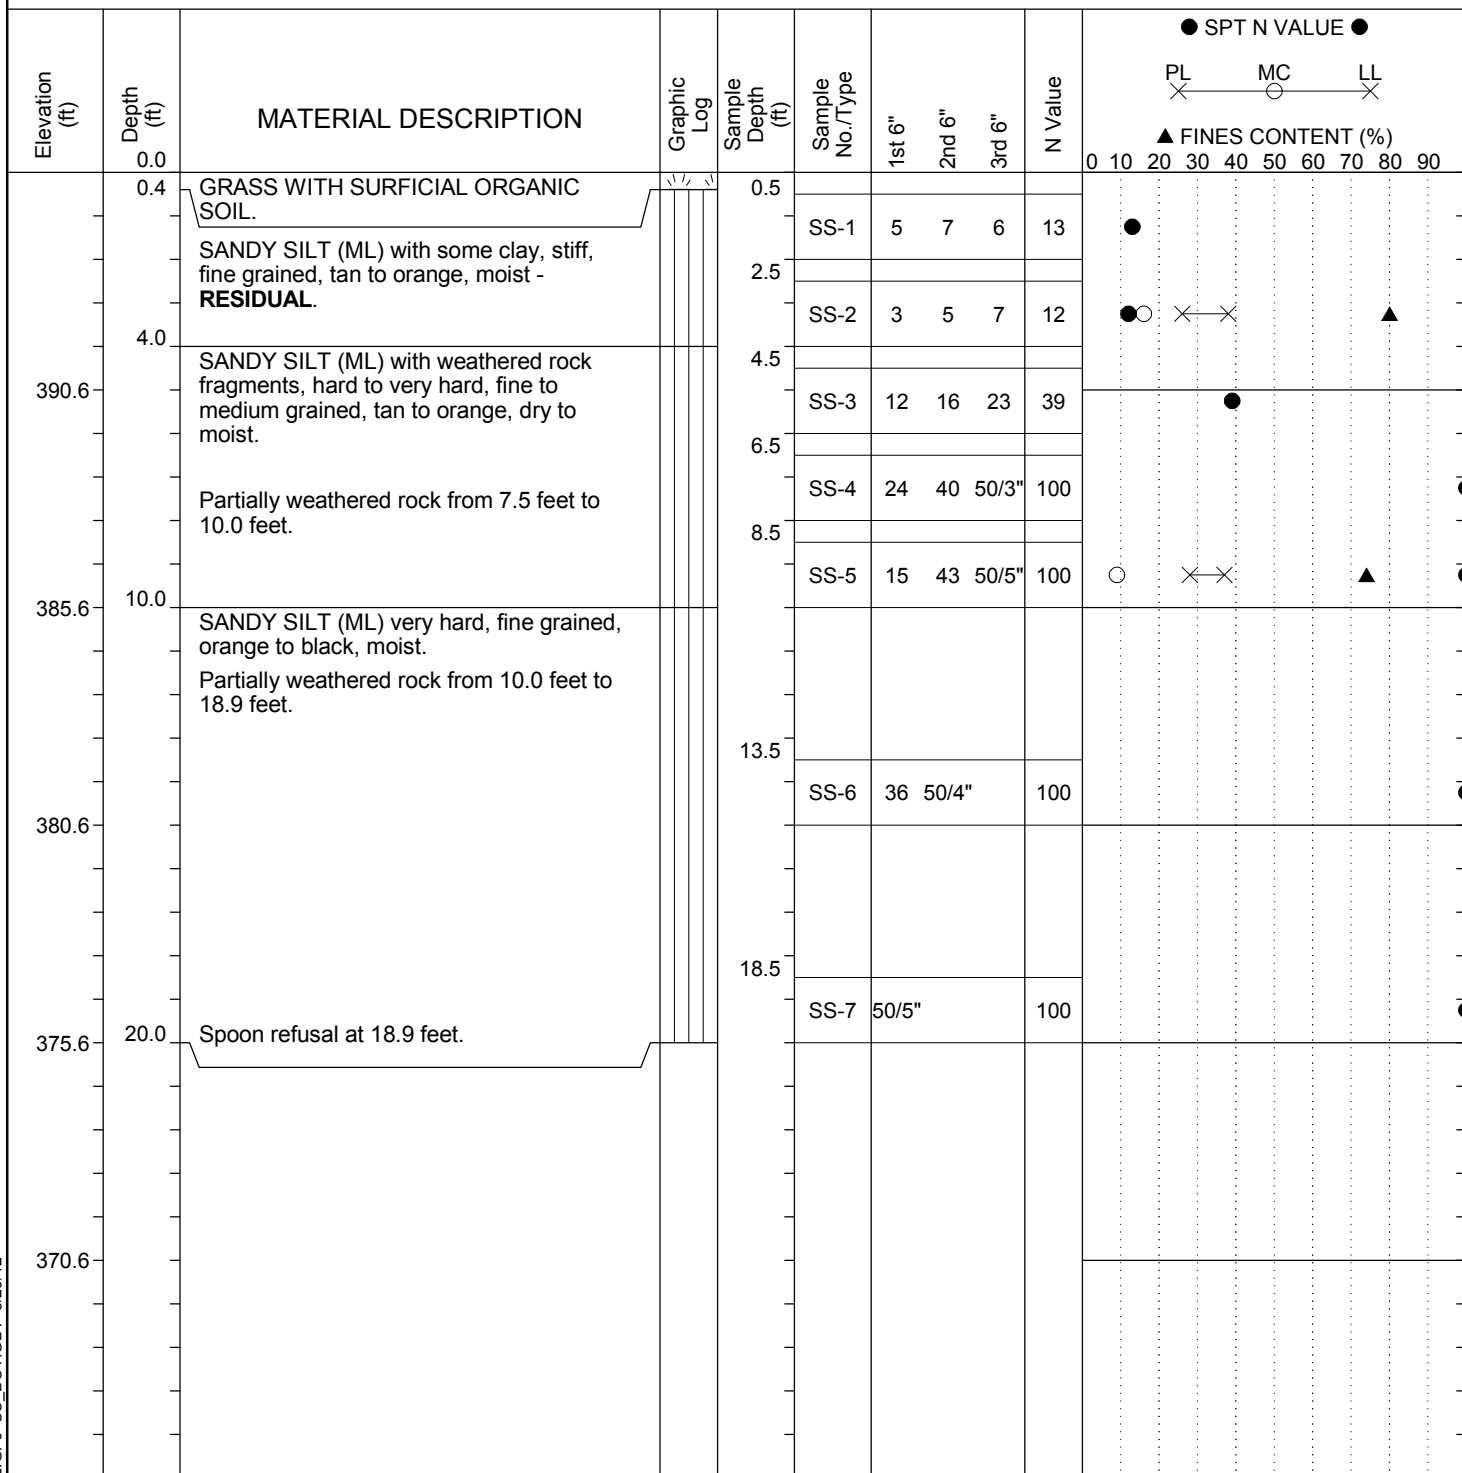 Elevation (ft)
Depth (ft)
MATERIAL DESCRIPTION
Graphic Log
Sample Depth (ft)
Sample No./Type
1st 6"
2nd 6"
3rd 6"
N Value
● SPT N VALUE ●
PL MC LL
▲ FINES CONTENT (%)
0 10 20 30 40 50 60 70 80 90
0.0
0.4 GRASS WITH SURFICIAL ORGANIC 0.5
SOIL.
SS-1 5 7 6 13
SANDY SILT (ML) with some clay, stiff,
fine grained, tan to orange, moist - 2.5
RESIDUAL.
SS-2 3 5 7 12
4.0
SANDY SILT (ML) with weathered rock 4.5
fragments, hard to very hard, fine to
390.6
medium grained, tan to orange, dry to SS-3 12 16 23 39
moist.
6.5
Partially weathered rock from 7.5 feet to SS-4 24 40 50/3" 100
10.0 feet.
8.5
SS-5 15 43 50/5" 100
385.6 10.0
SANDY SILT (ML) very hard, fine grained,
orange to black, moist.
Partially weathered rock from 10.0 feet to
18.9 feet.
13.5
SS-6 36 50/4" 100
380.6
18.5
SS-7 50/5" 100
375.6 20.0 Spoon refusal at 18.9 feet.
370.6